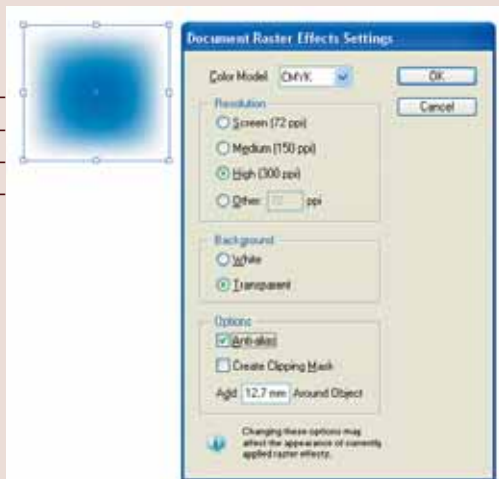 Document Raster Effects Settings
Color Model: CMYK
OK
Cancel
Resolution
Screen (72 ppi)
Medium (150 ppi)
High (300 ppi)
Other: 72 ppi
Background
White
Transparent
Options
Anti-alias
Create Clipping Mask
Add 12.7 mm Around Object
Changing these options may
affect the appearance of currently
applied raster effects.